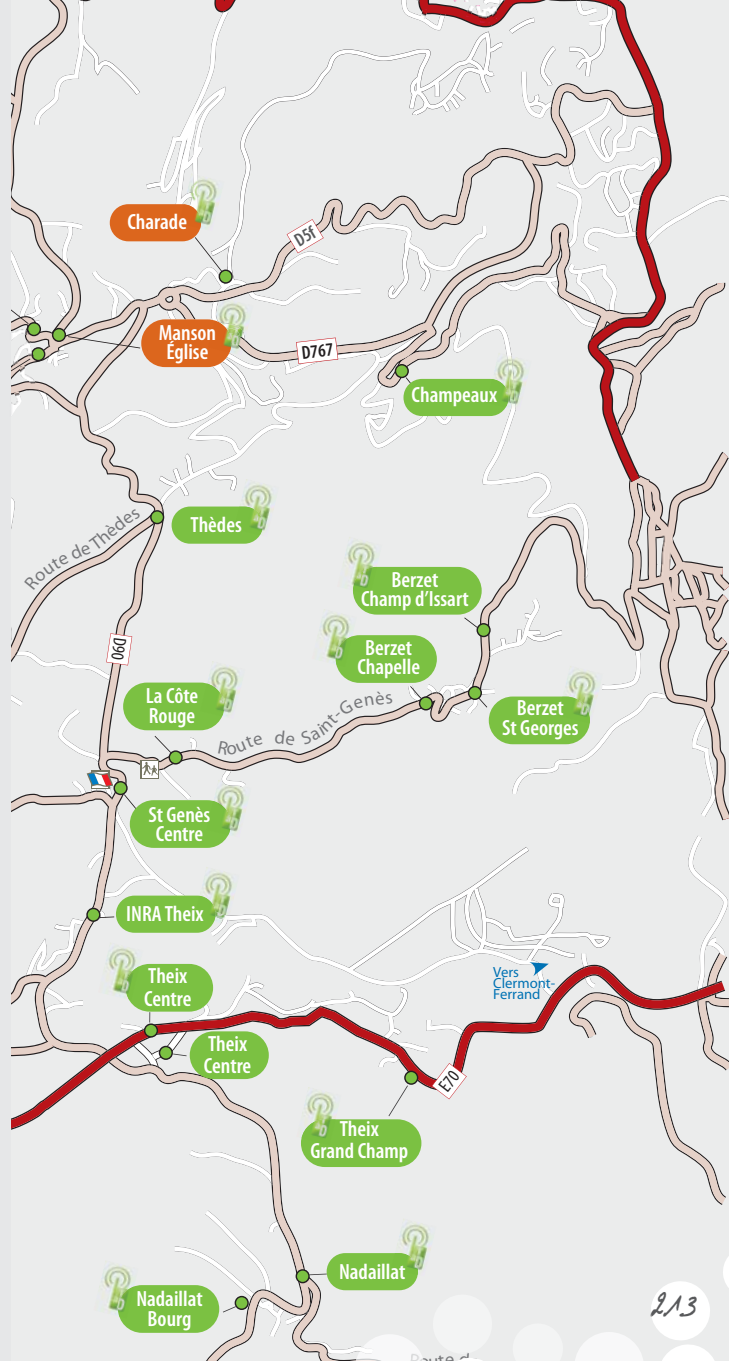 Charade
D5f
Manson
Église
D767
Champeaux
Thèdes
Route de Thèdes
Berzet
Champ d'Issart
D90
Berzet
Chapelle
La Côte
Rouge
Route de Saint-Genès
Berzet
St Georges
St Genès
Centre
INRA Theix
Theix
Centre
Vers
Clermont-
Ferrand
Theix
Centre
E70
Theix
Grand Champ
Nadaillat
Nadaillat
Bourg
213